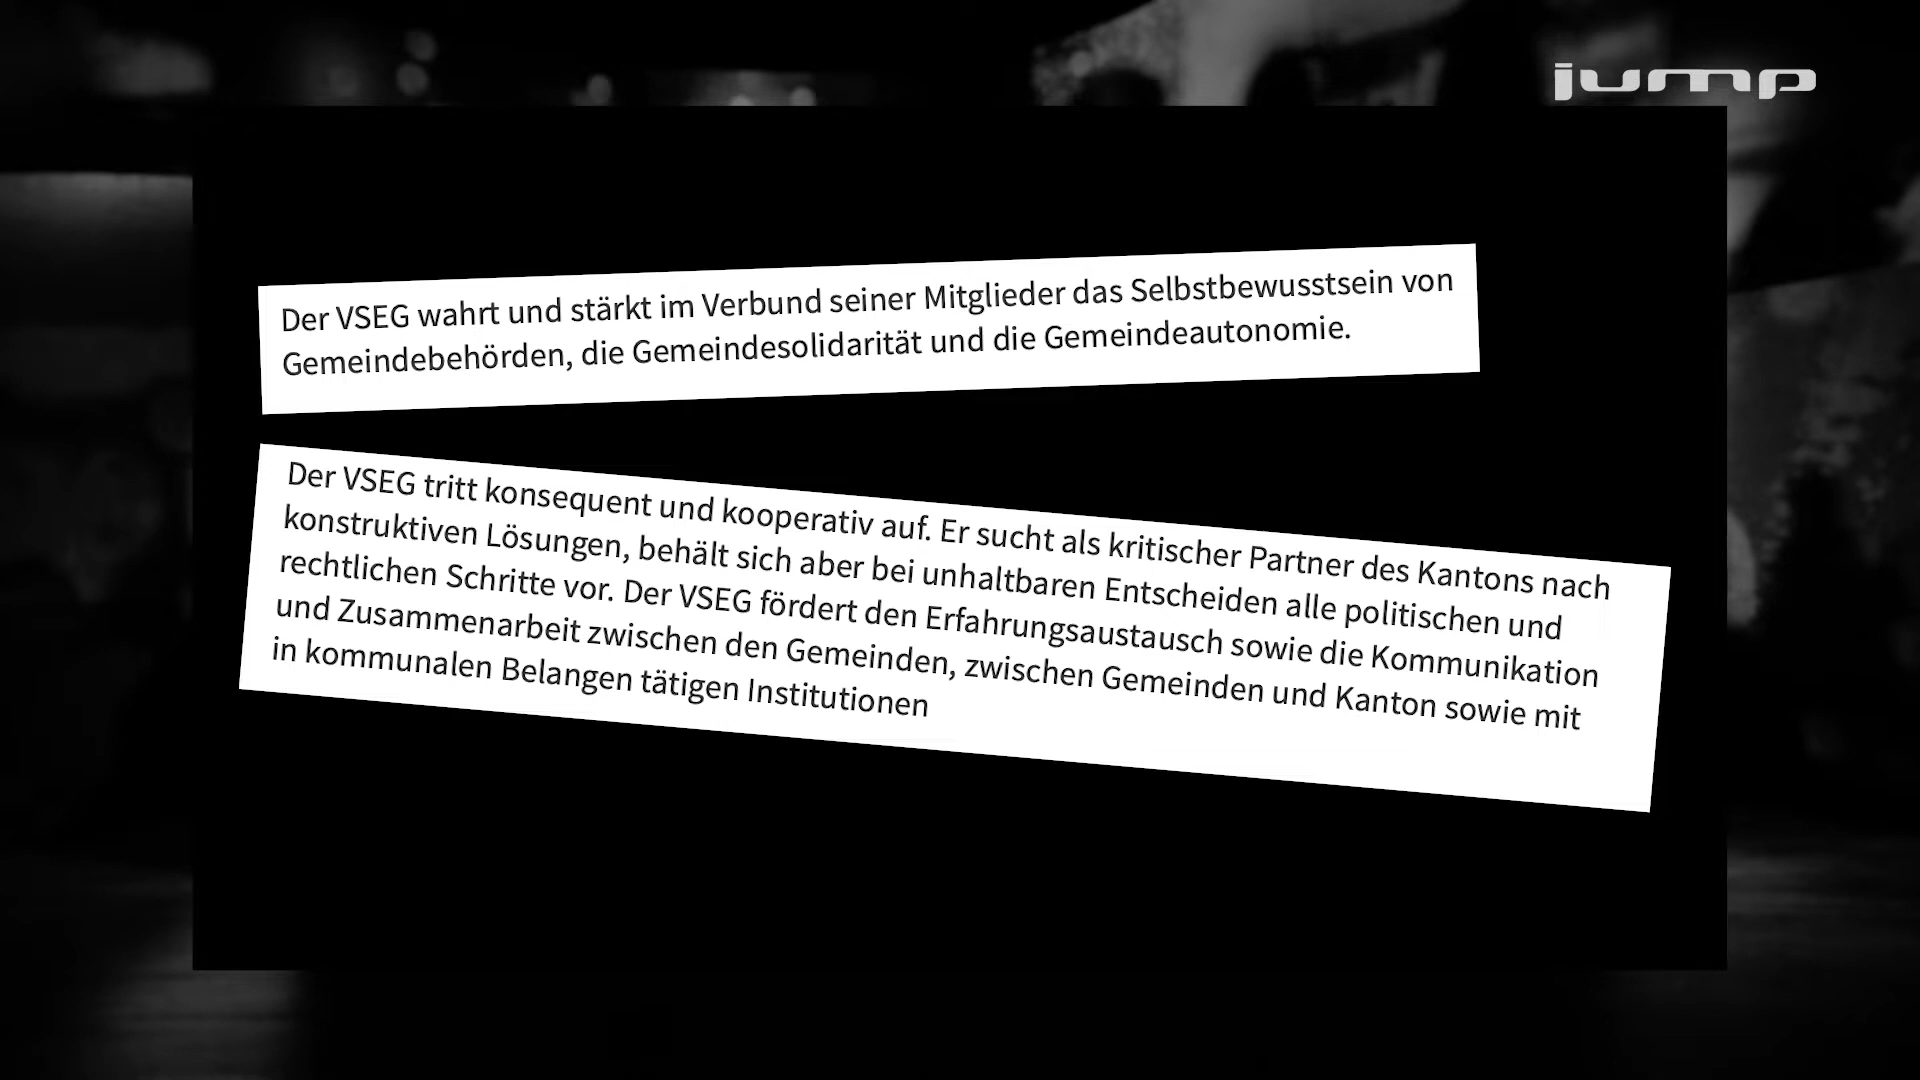 jump
Der VSEG wahrt und stärkt im Verbund seiner Mitglieder das Selbstbewusstsein von
Gemeindebehörden, die Gemeindesolidarität und die Gemeindeautonomie.
Der VSEG tritt konsequent und kooperativ auf. Er sucht als kritischer Partner des Kantons nach
konstruktiven Lösungen, behält sich aber bei unhaltbaren Entscheiden alle politischen und
rechtlichen Schritte vor. Der VSEG fördert den Erfahrungsaustausch sowie die Kommunikation
und Zusammenarbeit zwischen den Gemeinden, zwischen Gemeinden und Kanton sowie mit
in kommunalen Belangen tätigen Institutionen